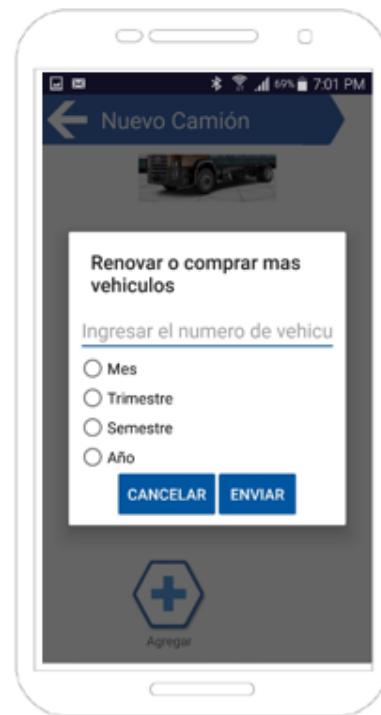 69% 7:01 PM
Nuevo Camión
Renovar o comprar mas
vehiculos
Ingresar el numero de vehicu
Mes
Trimestre
Semestre
Año
CANCELAR ENVIAR
Agregar